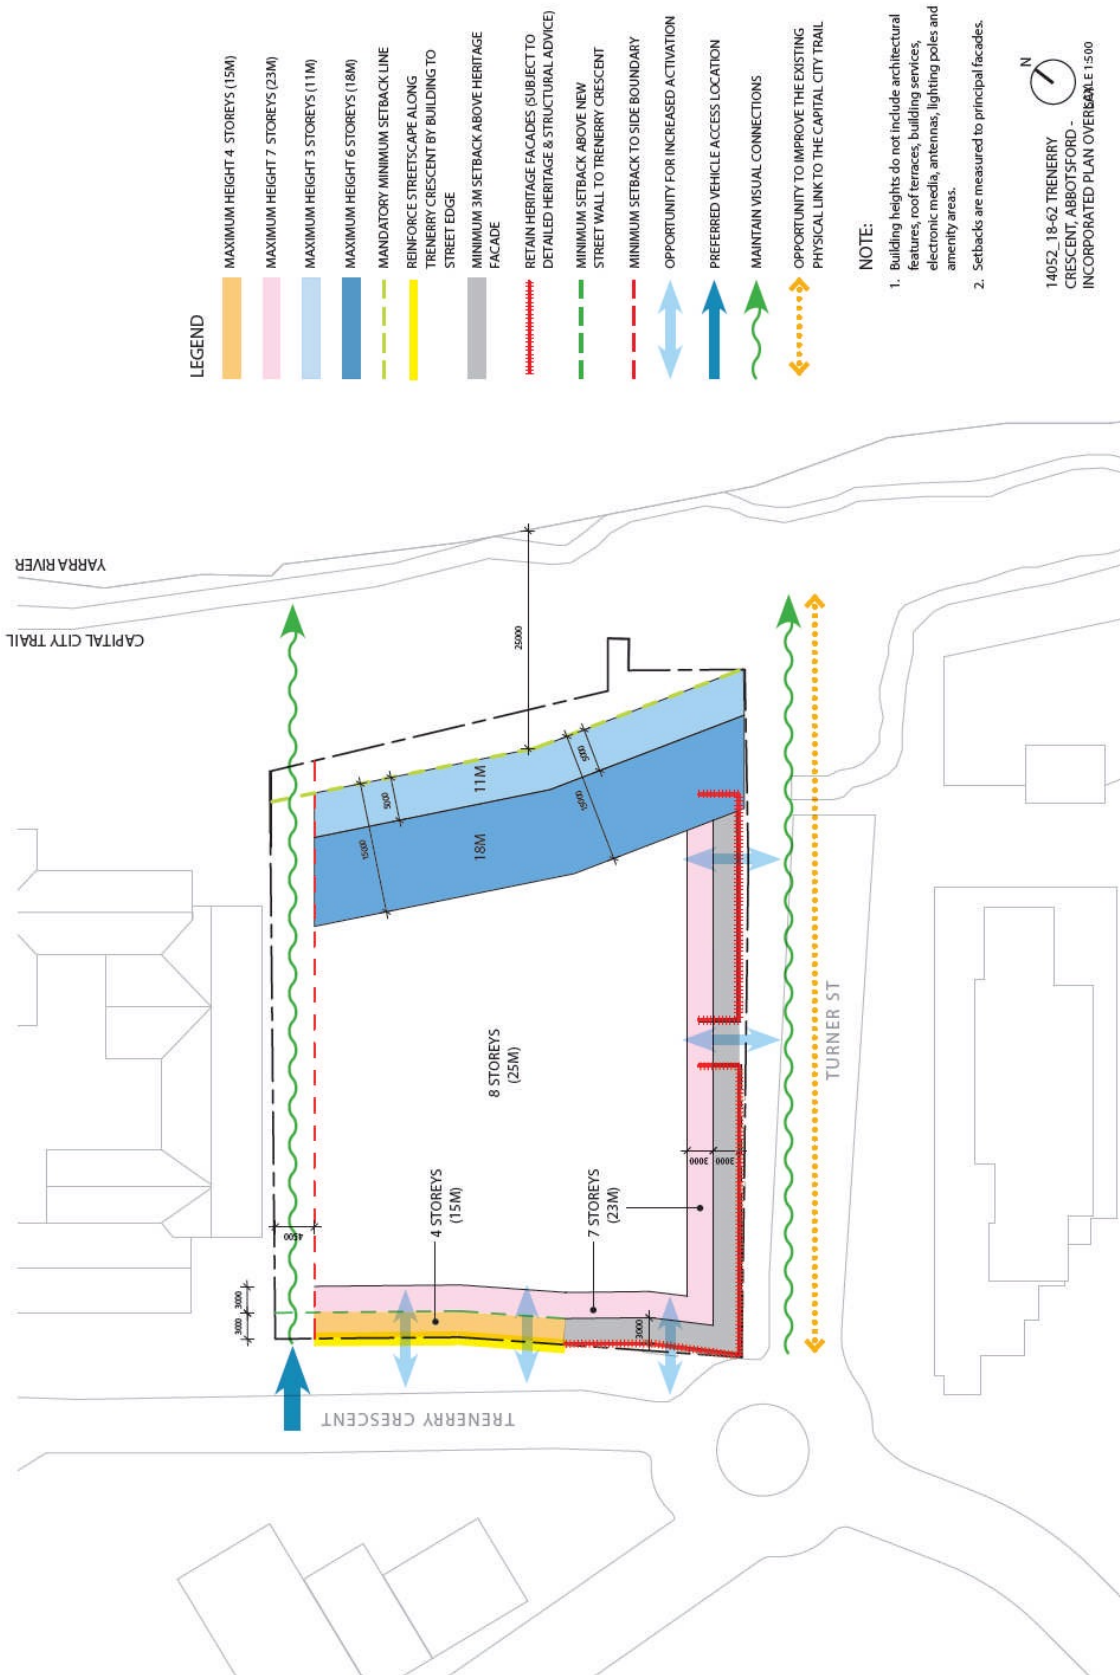 LEGEND
MAXIMUM HEIGHT 4 STOREYS (15M)
MAXIMUM HEIGHT 7 STOREYS (23M)
MAXIMUM HEIGHT 3 STOREYS (11M)
MAXIMUM HEIGHT 6 STOREYS (18M)
MANDATORY MINIMUM SETBACK LINE
REINFORCE STREETSCAPE ALONG
TRENERRY CRESCENT BY BUILDING TO
STREET EDGE
MINIMUM 3M SETBACK ABOVE HERITAGE
FACADE
RETAIN HERITAGE FACADES (SUBJECT TO
DETAILED HERITAGE & STRUCTURAL ADVICE)
MINIMUM SETBACK ABOVE NEW
STREET WALL TO TRENERRY CRESCENT
MINIMUM SETBACK TO SIDE BOUNDARY
OPPORTUNITY FOR INCREASED ACTIVATION
PREFERRED VEHICLE ACCESS LOCATION
MAINTAIN VISUAL CONNECTIONS
OPPORTUNITY TO IMPROVE THE EXISTING
PHYSICAL LINK TO THE CAPITAL CITY TRAIL
NOTE:
1. Building heights do not include architectural
features, roof terraces, building services,
electronic media, antennas, lighting poles and
amenity areas.
2. Setbacks are measured to principal facades.
N
14052_18-62 TRENERRY
CRESCENT, ABBOTSFORD -
INCORPORATED PLAN OVERLAY
SCALE 1:500
YARRA RIVER
CAPITAL CITY TRAIL
25000
11M
18M
5000
15000
5000
15000
8 STOREYS
(25M)
4 STOREYS
(15M)
7 STOREYS
(23M)
4500
3000
3000
3000
3000
3000
TRENERRY CRESCENT
TURNER ST